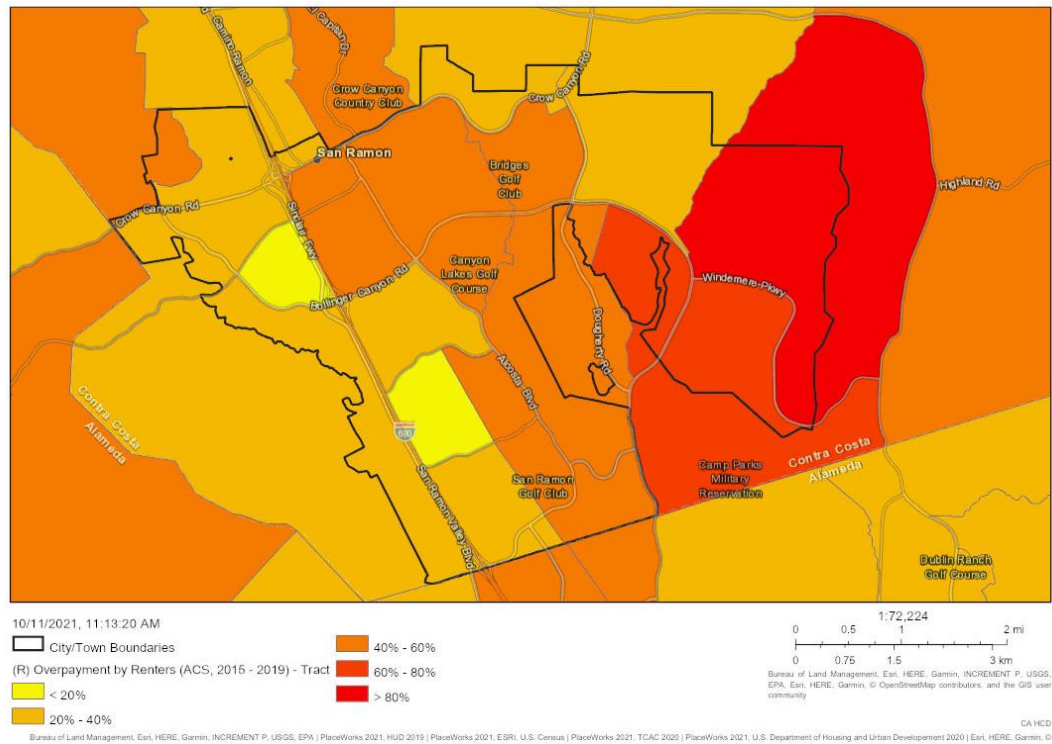 Camino Ramon
El Capitan Dr
Crow Canyon
Country Club
Crow Canyon Rd
San Ramon
Bridges
Golf
Club
Highland Rd
Crow Canyon Rd
Sinclair Fwy
Canyon
Lakes Golf
Course
Windemere Pkwy
Bollinger Canyon Rd
Dougherty Rd
Alcosta Blvd
Contra Costa
Alameda
680
Contra Costa
Alameda
Camp Parks
Military
Reservation
San Ramon
Golf Club
San Ramon Valley Blvd
Dublin Ranch
Golf Course
10/11/2021, 11:13:20 AM
City/Town Boundaries
(R) Overpayment by Renters (ACS, 2015 - 2019) - Tract
< 20%
20% - 40%
40% - 60%
60% - 80%
> 80%
1:72,224
0 0.5 1 2 mi
0 0.75 1.5 3 km
Bureau of Land Management, Esri, HERE, Garmin, INCREMENT P, USGS,
EPA, Esri, HERE, Garmin, © OpenStreetMap contributors, and the GIS user
community
CA HCD
Bureau of Land Management, Esri, HERE, Garmin, INCREMENT P, USGS, EPA | PlaceWorks 2021, HUD 2019 | PlaceWorks 2021, ESRI, U.S. Census | PlaceWorks 2021, TCAC 2020 | PlaceWorks 2021, U.S. Department of Housing and Urban Developement 2020 | Esri, HERE, Garmin, ©